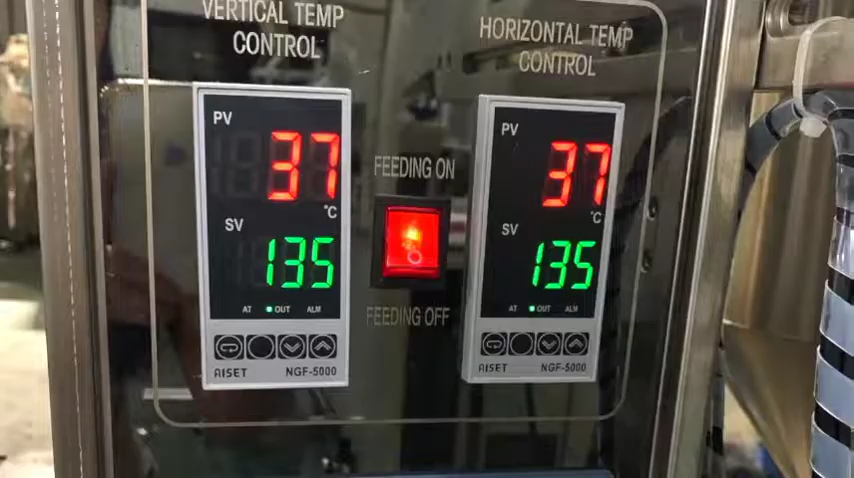 VERTICAL TEMP
CONTROL
PV
37
°C
SV
135
AT OUT ALM
AISET NGF-5000
FEEDING ON
FEEDING OFF
HORIZONTAL TEMP
CONTROL
PV
37
°C
SV
135
AT OUT ALM
AISET NGF-5000